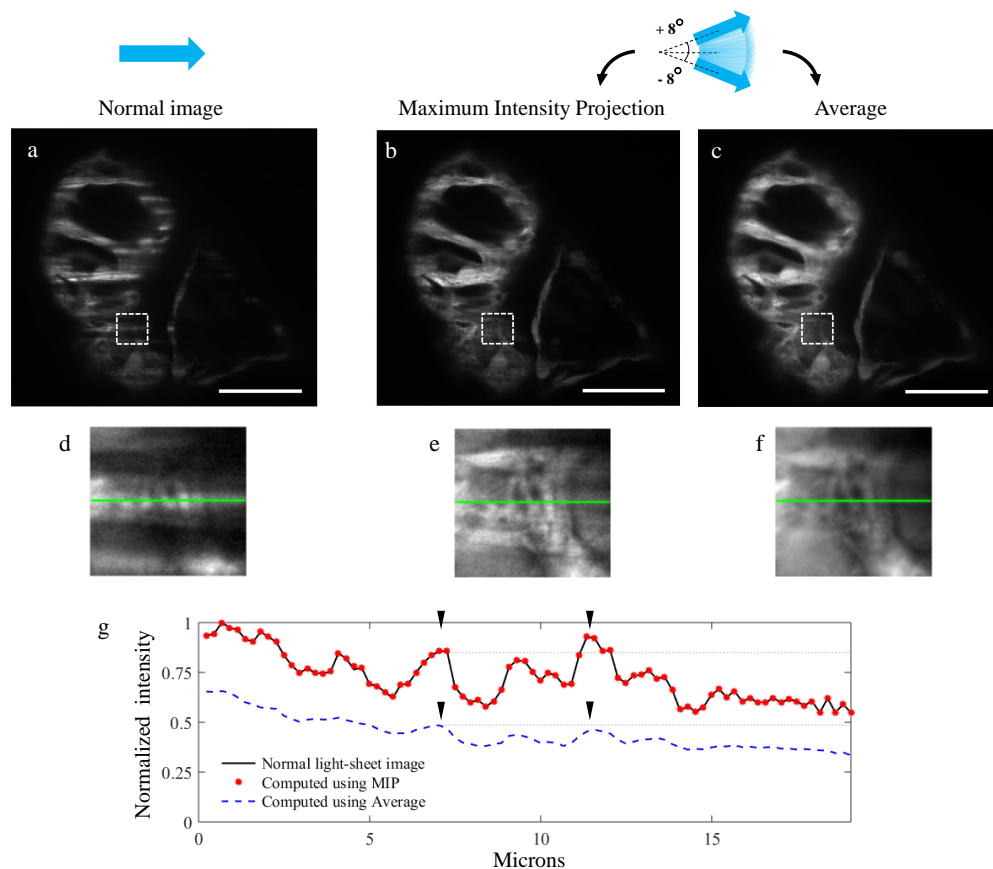 + 8°
- 8°
Normal image
Maximum Intensity Projection
Average
a
b
c
d
e
f
g
Normalized intensity
1
0.75
0.5
0.25
0
Normal light-sheet image
Computed using MIP
Computed using Average
0
5
10
15
Microns